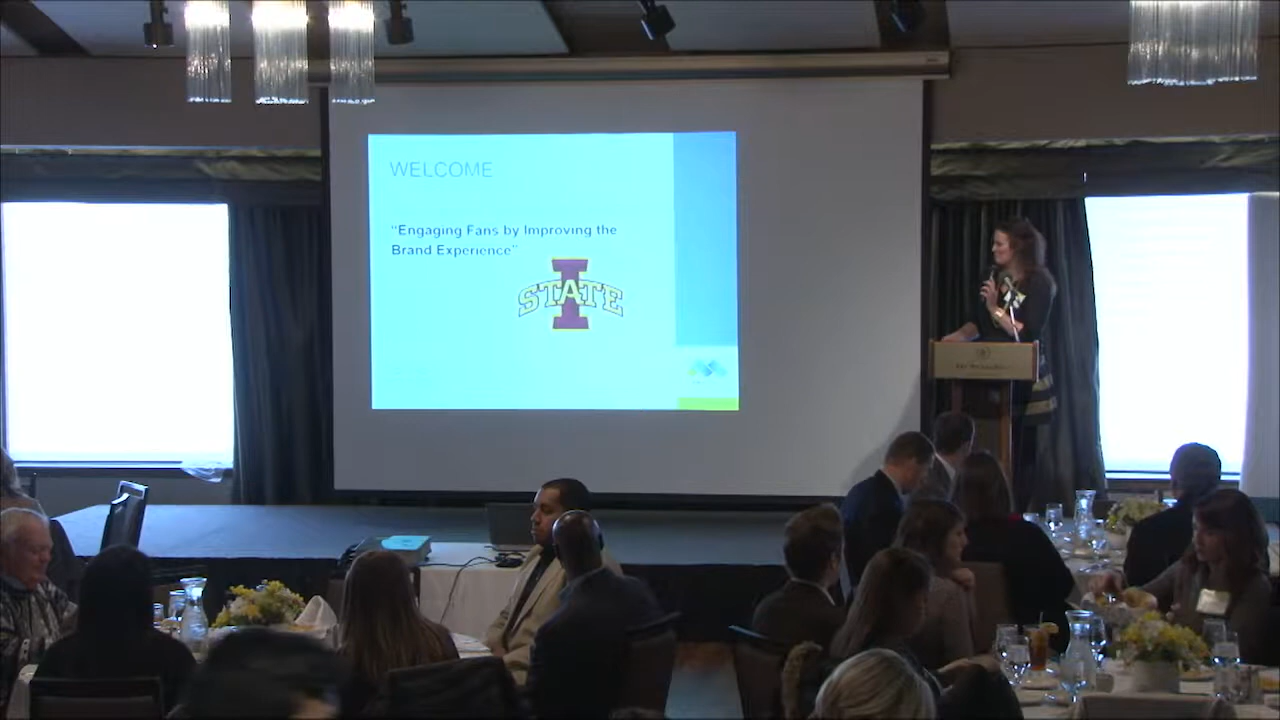 WELCOME
"Engaging Fans by Improving the
Brand Experience"
STATE
I